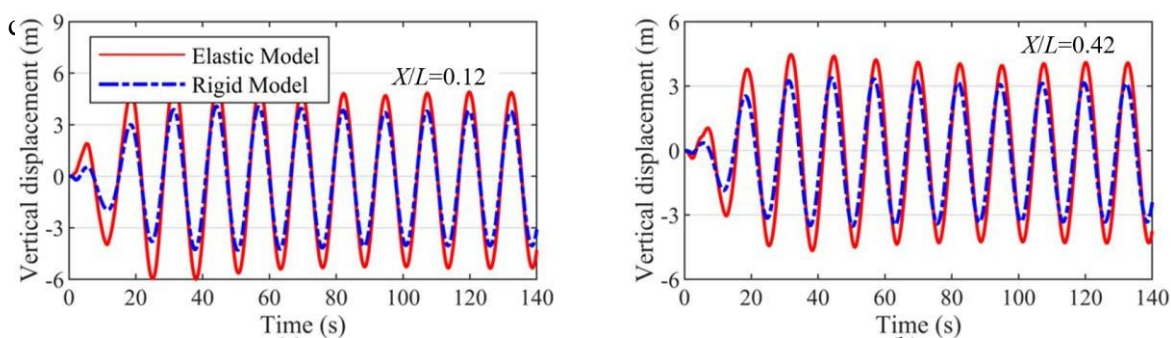 Vertical displacement (m)
9
6
3
0
-3
-6
Elastic Model
Rigid Model
X/L=0.12
0 20 40 60 80 100 120 140
Time (s)
Vertical displacement (m)
6
3
0
-3
-6
X/L=0.42
0 20 40 60 80 100 120 140
Time (s)